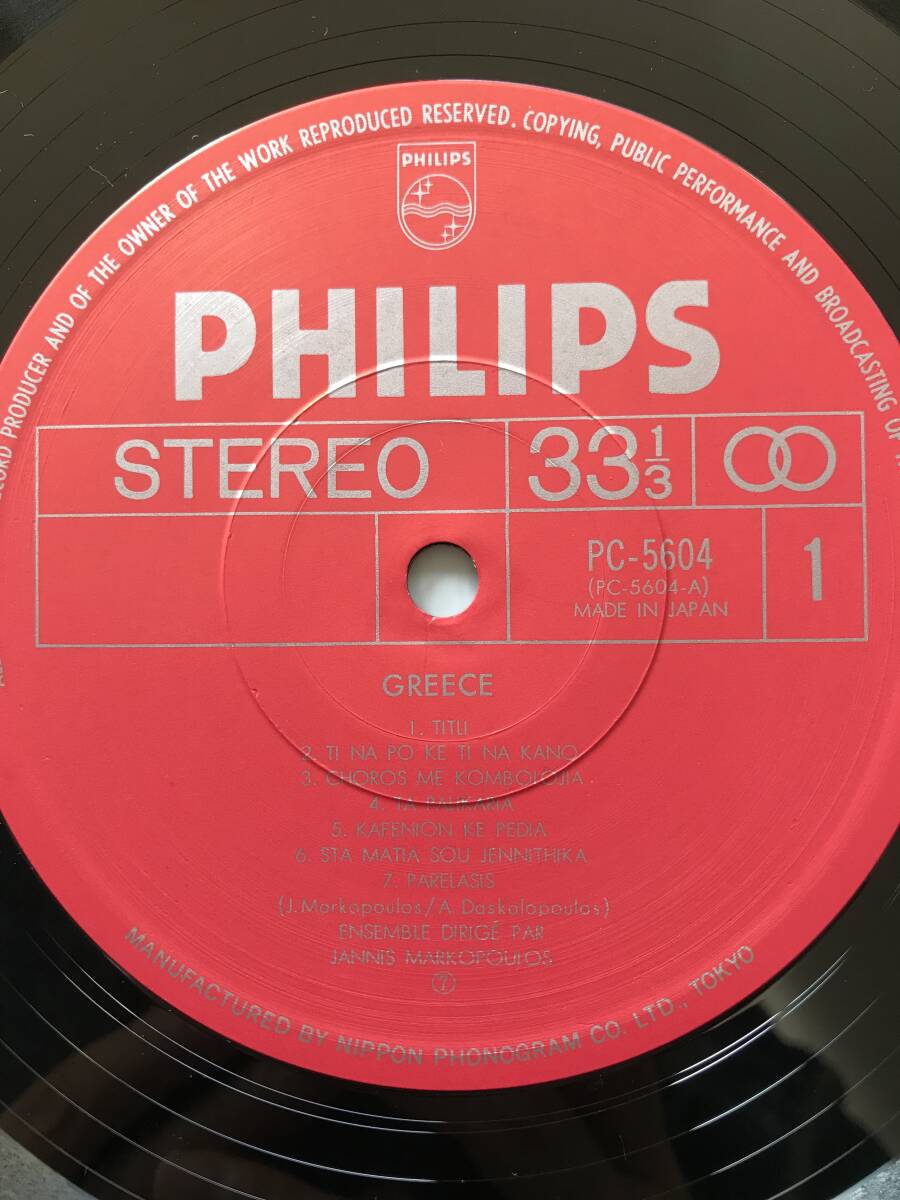 RECORD PRODUCER AND OF THE OWNER OF THE WORK REPRODUCED RESERVED. COPYING, PUBLIC PERFORMANCE AND BROADCASTING OF
PHILIPS
PHILIPS
STEREO
33 1/3
PC-5604
(PC-5604-A)
MADE IN JAPAN
1
GREECE
1. TITLI
2. TI NA PO KE TI NA KANO
3. CHOROS ME KOMBOLOJIA
4. TA PALIKARIA
5. KAFENION KE PEDIA
6. STA MATIA SOU JENNITHIKA
7. PARELASIS
(J. Markopoulos/A. Daskalopoulos)
ENSEMBLE DIRIGÉ PAR
JANNIS MARKOPOULOS
⑦
MANUFACTURED BY NIPPON PHONOGRAM CO. LTD., TOKYO